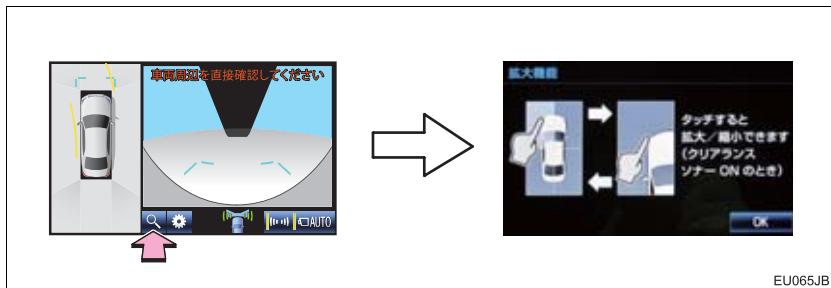 車両周辺を直接確認してください
AUTO
拡大機能
タッチすると
拡大／縮小できます
(クリアランス
ソナー ON のとき)
OK
EU065JB